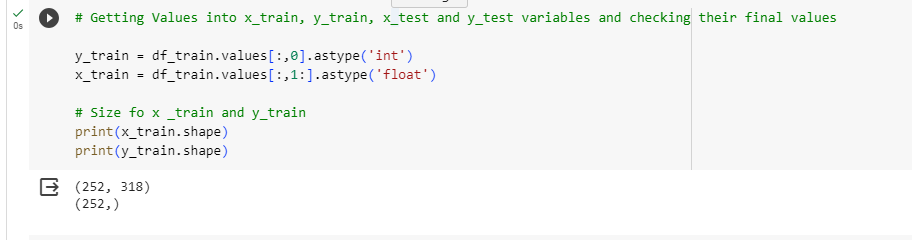 # Getting Values into x_train, y_train, x_test and y_test variables and checking their final values
0s
y_train = df_train.values[:,0].astype('int')
x_train = df_train.values[:,1:].astype('float')
# Size fo x _train and y_train
print(x_train.shape)
print(y_train.shape)
(252, 318)
(252,)